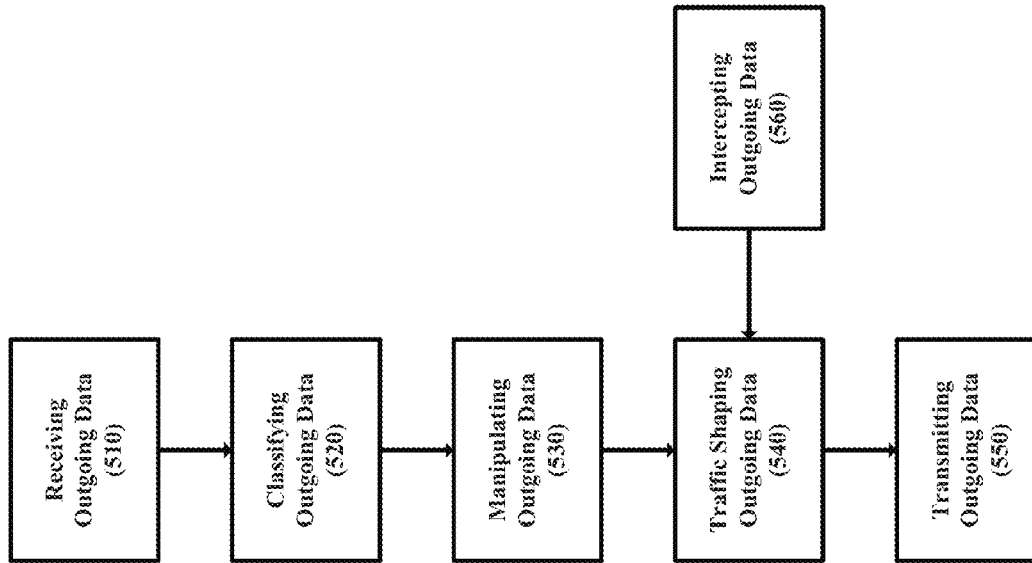 Receiving
Outgoing Data
(510)
Classifying
Outgoing Data
(520)
Manipulating
Outgoing Data
(530)
Traffic Shaping
Outgoing Data
(540)
Transmitting
Outgoing Data
(550)
Intercepting
Outgoing Data
(560)